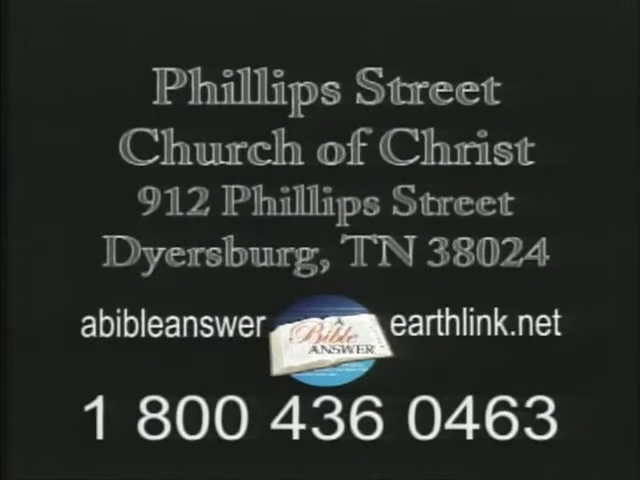 Phillips Street
Church of Christ
912 Phillips Street
Dyersburg, TN 38024
abibleanswer A Bible ANSWER earthlink.net
1 800 436 0463